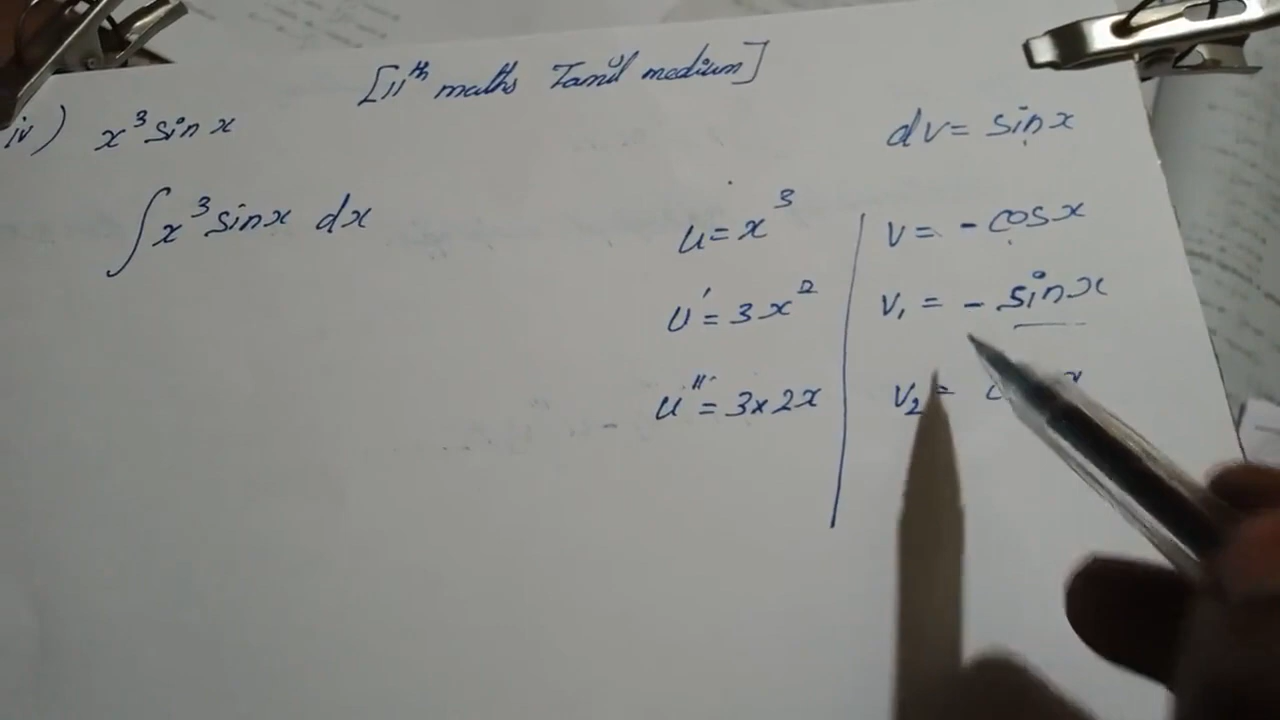 [11th maths Tamil medium]
iv) x³ sin x
∫ x³ sin x dx
dv = sin x
u = x³
v = - cos x
u' = 3x²
v₁ = - sin x
u'' = 3 x 2x
v₂ =